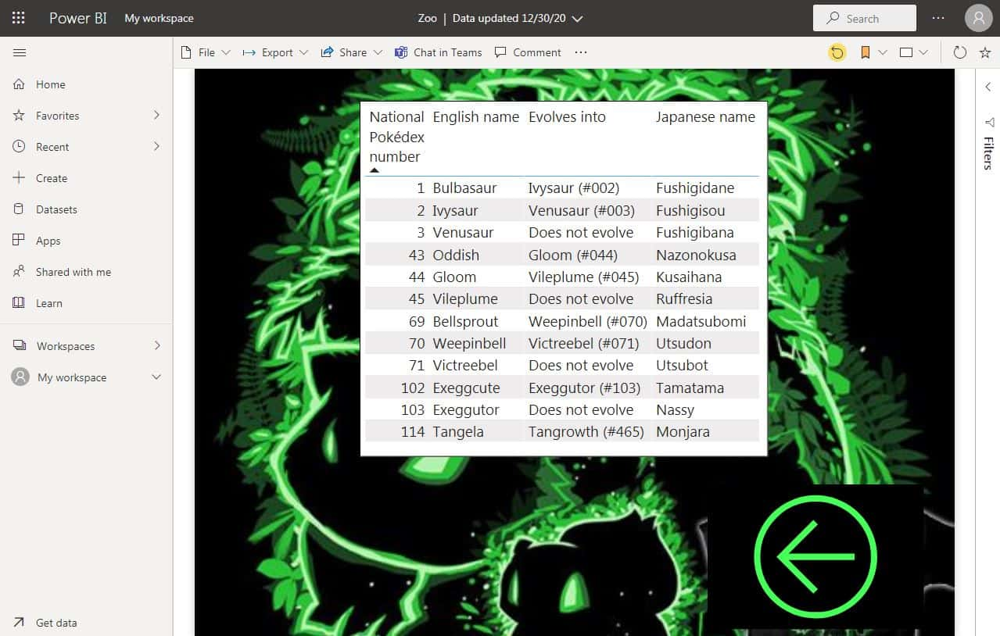 Power BI My workspace Zoo | Data updated 12/30/20 Search
File Export Share Chat in Teams Comment
Home
Favorites
Recent
Create
Datasets
Apps
Shared with me
Learn
Workspaces
My workspace
Get data
National Pokédex number English name Evolves into Japanese name
1 Bulbasaur Ivysaur (#002) Fushigidane
2 Ivysaur Venusaur (#003) Fushigisou
3 Venusaur Does not evolve Fushigibana
43 Oddish Gloom (#044) Nazonokusa
44 Gloom Vileplume (#045) Kusaihana
45 Vileplume Does not evolve Ruffresia
69 Bellsprout Weepinbell (#070) Madatsubomi
70 Weepinbell Victreebel (#071) Utsudon
71 Victreebel Does not evolve Utsubot
102 Exeggcute Exeggutor (#103) Tamatama
103 Exeggutor Does not evolve Nassy
114 Tangela Tangrowth (#465) Monjara
Filters